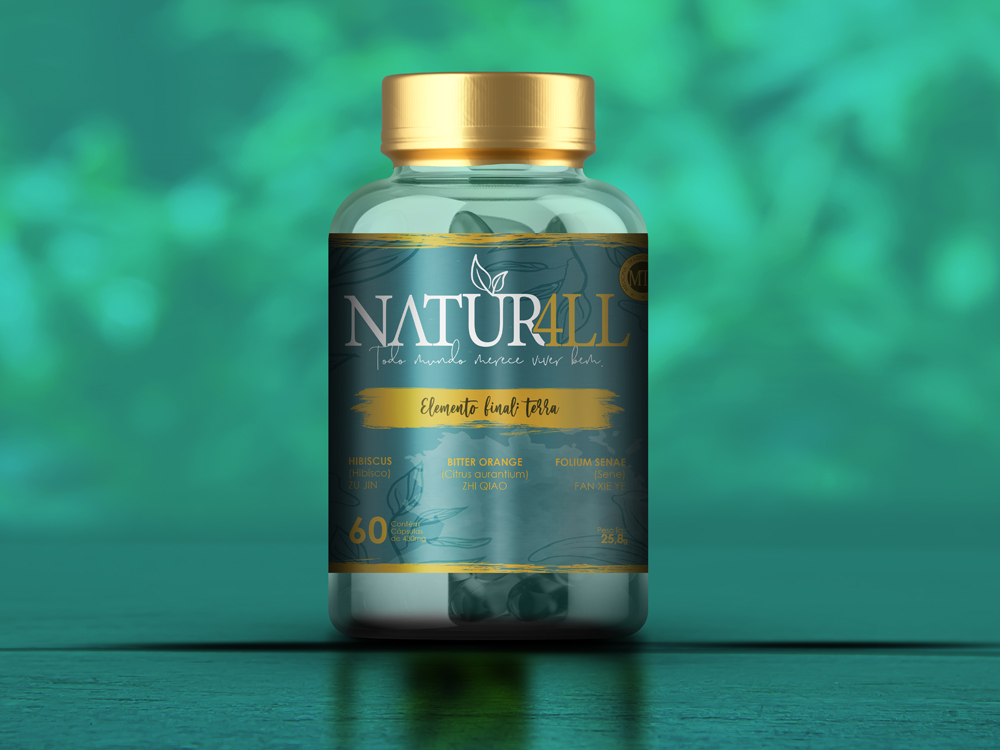 NATUR4LL
MT
Todo mundo merece viver bem.
Elemento final: terra
HIBISCUS
(Hibisco)
ZU JIN
BITTER ORANGE
(Citrus aurantium)
ZHI QIAO
FOLIUM SENAE
(Sene)
FAN XIE YE
60
Contém
Cápsulas
de 430mg
Peso líq.
25,8g